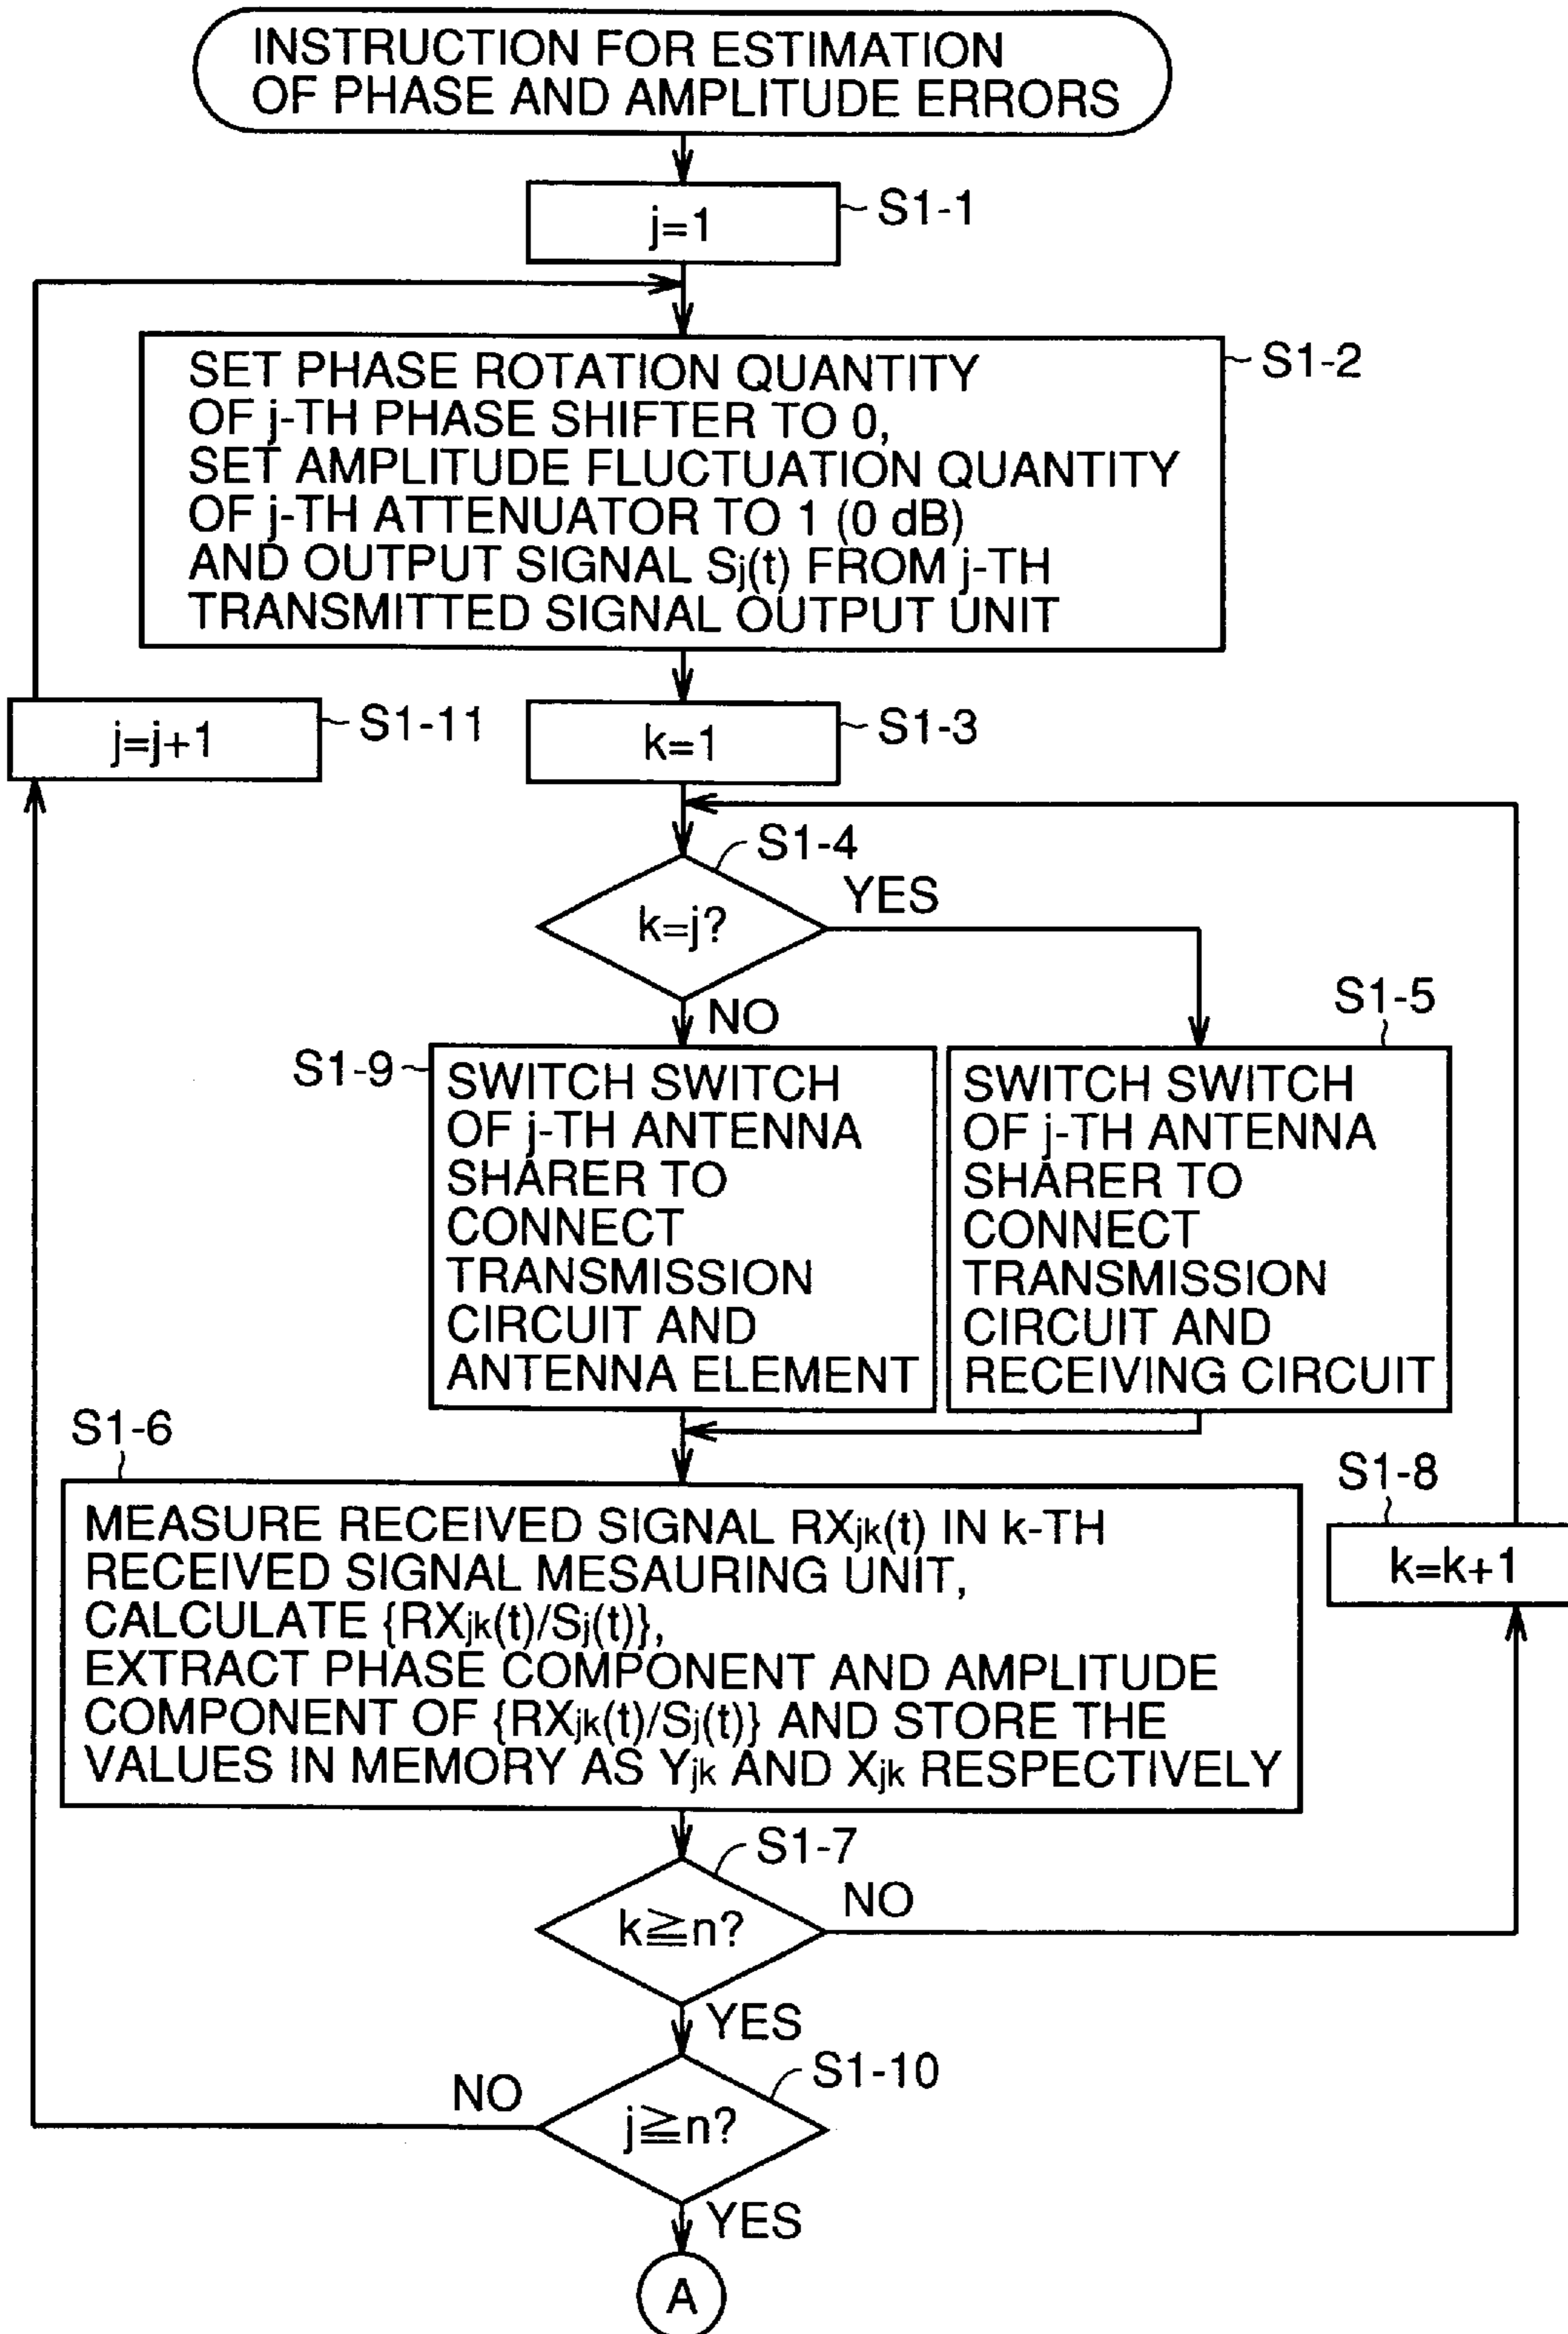 INSTRUCTION FOR ESTIMATION
OF PHASE AND AMPLITUDE ERRORS
j=1
S1-1
SET PHASE ROTATION QUANTITY
OF j-TH PHASE SHIFTER TO 0,
SET AMPLITUDE FLUCTUATION QUANTITY
OF j-TH ATTENUATOR TO 1 (0 dB)
AND OUTPUT SIGNAL Sj(t) FROM j-TH
TRANSMITTED SIGNAL OUTPUT UNIT
S1-2
j=j+1
S1-11
k=1
S1-3
S1-4
k=j?
YES
NO
S1-9
SWITCH SWITCH
OF j-TH ANTENNA
SHARER TO
CONNECT
TRANSMISSION
CIRCUIT AND
ANTENNA ELEMENT
S1-5
SWITCH SWITCH
OF j-TH ANTENNA
SHARER TO
CONNECT
TRANSMISSION
CIRCUIT AND
RECEIVING CIRCUIT
S1-6
MEASURE RECEIVED SIGNAL RXjk(t) IN k-TH
RECEIVED SIGNAL MESAURING UNIT,
CALCULATE {RXjk(t)/Sj(t)},
EXTRACT PHASE COMPONENT AND AMPLITUDE
COMPONENT OF {RXjk(t)/Sj(t)} AND STORE THE
VALUES IN MEMORY AS Yjk AND Xjk RESPECTIVELY
S1-8
k=k+1
S1-7
k≧n?
NO
YES
S1-10
j≧n?
NO
YES
A